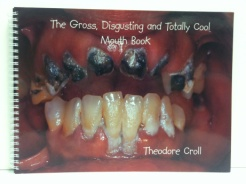 The Gross, Disgusting and Totally Cool
Mouth Book
Theodore Croll